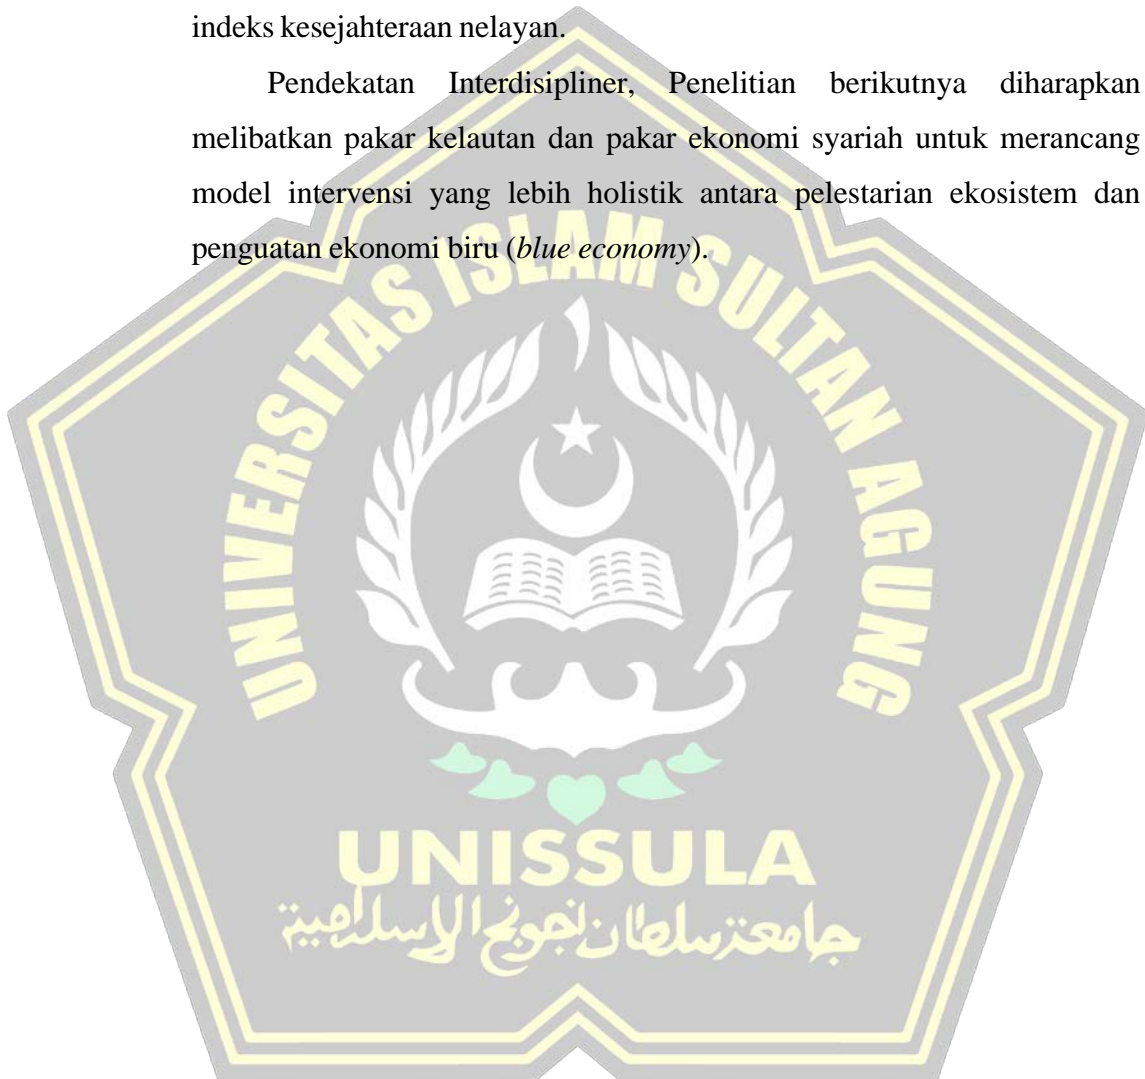 indeks kesejahteraan nelayan.
Pendekatan Interdisipliner, Penelitian berikutnya diharapkan
melibatkan pakar kelautan dan pakar ekonomi syariah untuk merancang
model intervensi yang lebih holistik antara pelestarian ekosistem dan
penguatan ekonomi biru (blue economy).
UNIVERSITAS ISLAM SULTAN AGUNG
UNISSULA
جامعة سلطان أجونج الإسلامية